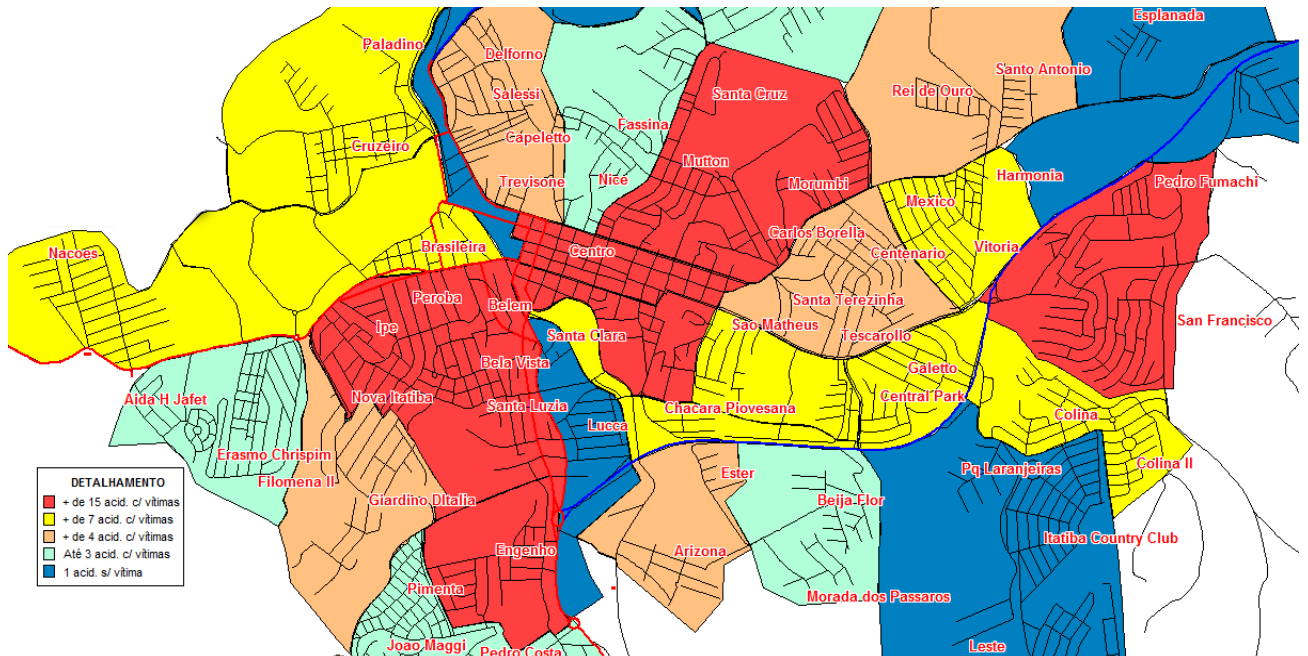 Esplanada
Paladino
Delforno
Santo Antonio
Salessi
Santa Cruz
Rei de Ouro
Fassina
Capeletto
Cruzeiro
Mutton
Trevisone
Nice
Morumbi
Harmonia
Pedro Fumachi
Mexico
Carlos Borella
Nacoes
Brasileira
Centro
Centenario
Vitoria
Peroba
Belem
Santa Terezinha
Ipe
Santa Clara
Sao Matheus
Tescarollo
San Francisco
Bela Vista
Galetto
Aida H Jafet
Nova Itatiba
Santa Luzia
Chacara Piovesana
Central Park
Lucca
Colina
Erasmo Chrispim
Filomena II
Ester
Pq Laranjeiras
Colina II
Giardino DItalia
Beija Flor
DETALHAMENTO
+ de 15 acid. c/ vítimas
+ de 7 acid. c/ vítimas
+ de 4 acid. c/ vítimas
Até 3 acid. c/ vítimas
1 acid. s/ vítima
Engenho
Arizona
Itatiba Country Club
Pimenta
Morada dos Passaros
Joao Maggi
Pedro Costa
Leste